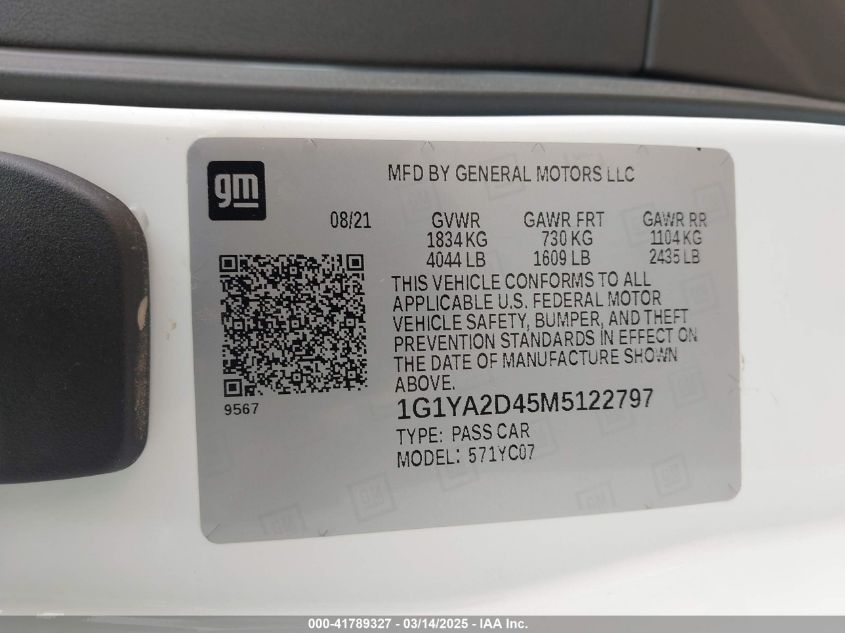 gm
MFD BY GENERAL MOTORS LLC
08/21 GVWR GAWR FRT GAWR RR
1834 KG 730 KG 1104 KG
4044 LB 1609 LB 2435 LB
THIS VEHICLE CONFORMS TO ALL
APPLICABLE U.S. FEDERAL MOTOR
VEHICLE SAFETY, BUMPER, AND THEFT
PREVENTION STANDARDS IN EFFECT ON
THE DATE OF MANUFACTURE SHOWN
ABOVE.
9567
1G1YA2D45M5122797
TYPE: PASS CAR
MODEL: 571YC07
000-41789327 - 03/14/2025 - IAA Inc.